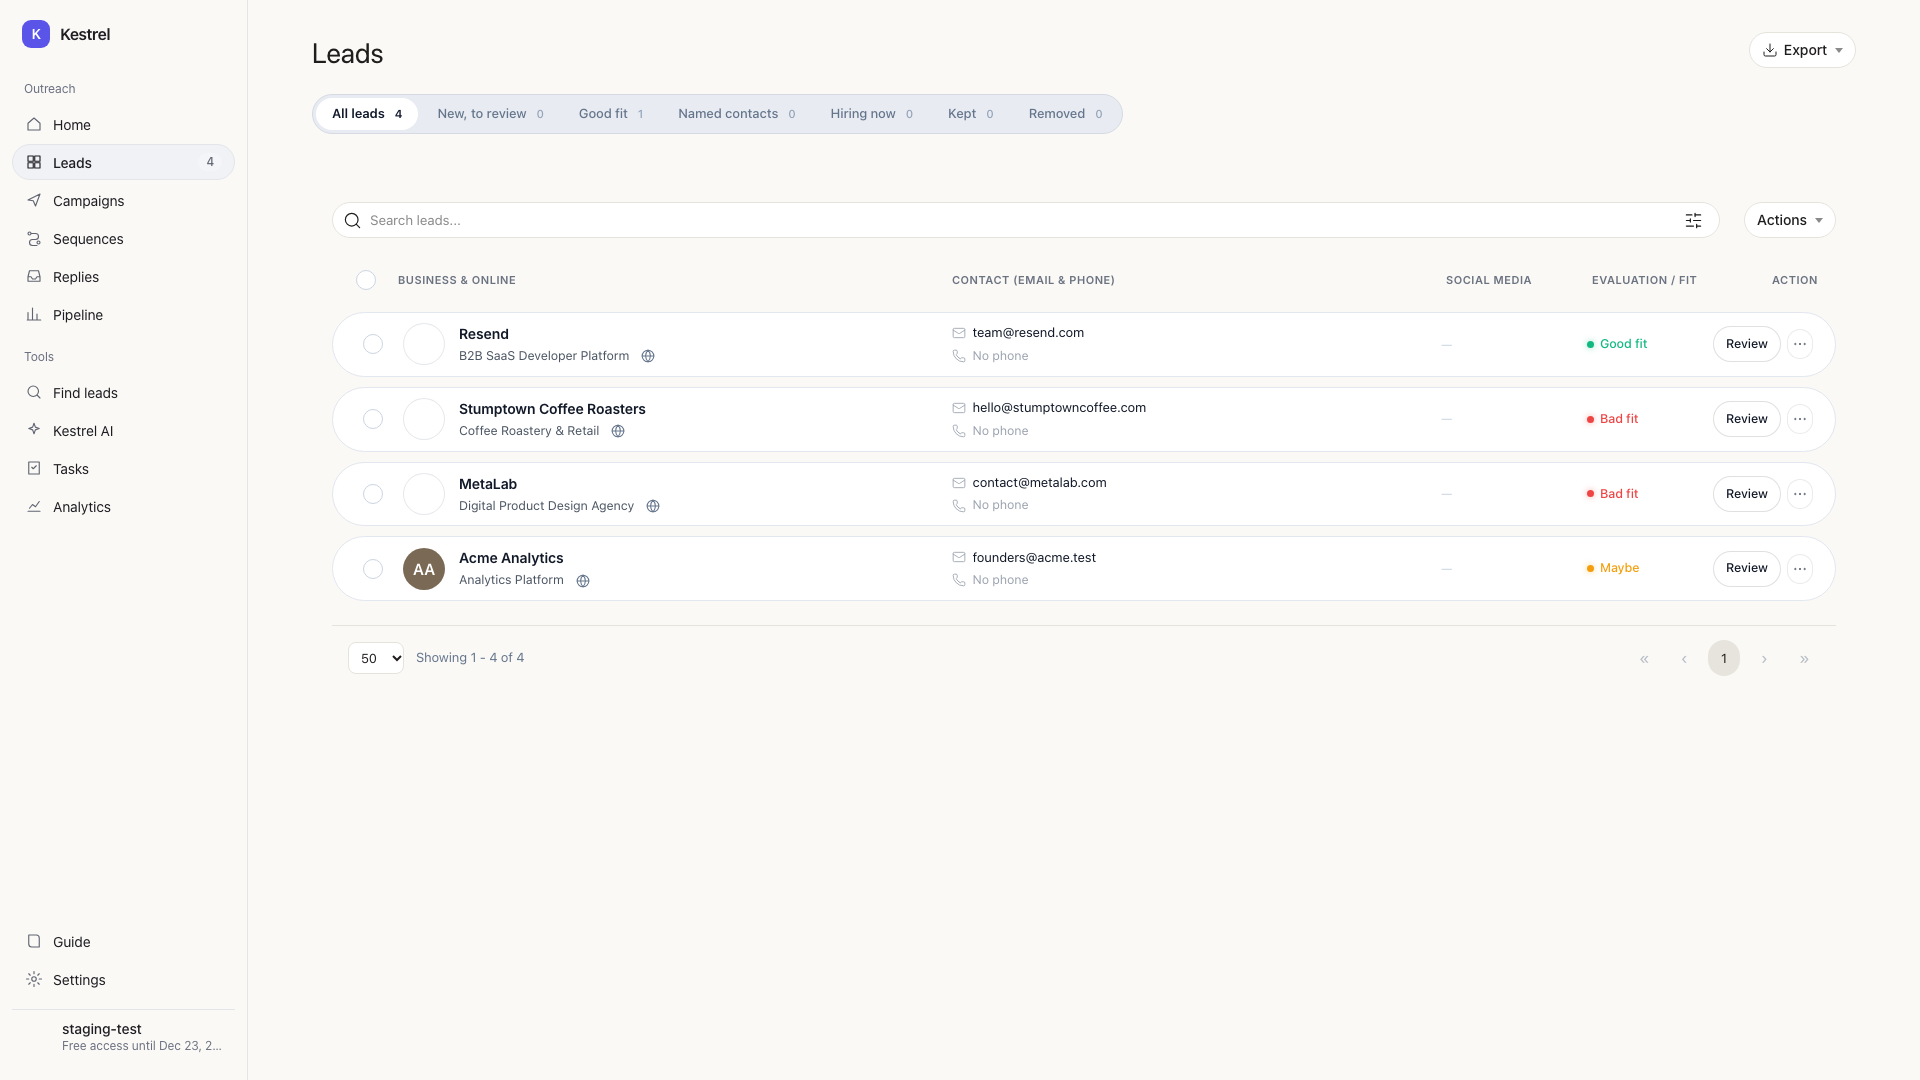 K Kestrel
Outreach
Home
Leads 4
Campaigns
Sequences
Replies
Pipeline
Tools
Find leads
Kestrel AI
Tasks
Analytics
Guide
Settings
staging-test
Free access until Dec 23, 2...
Leads
Export
All leads 4 New, to review 0 Good fit 1 Named contacts 0 Hiring now 0 Kept 0 Removed 0
Search leads...
Actions
BUSINESS & ONLINE CONTACT (EMAIL & PHONE) SOCIAL MEDIA EVALUATION / FIT ACTION
Resend team@resend.com
B2B SaaS Developer Platform No phone — Good fit Review ...
Stumptown Coffee Roasters hello@stumptowncoffee.com
Coffee Roastery & Retail No phone — Bad fit Review ...
MetaLab contact@metalab.com
Digital Product Design Agency No phone — Bad fit Review ...
AA Acme Analytics founders@acme.test
Analytics Platform No phone — Maybe Review ...
50 Showing 1 - 4 of 4 « ‹ 1 › »